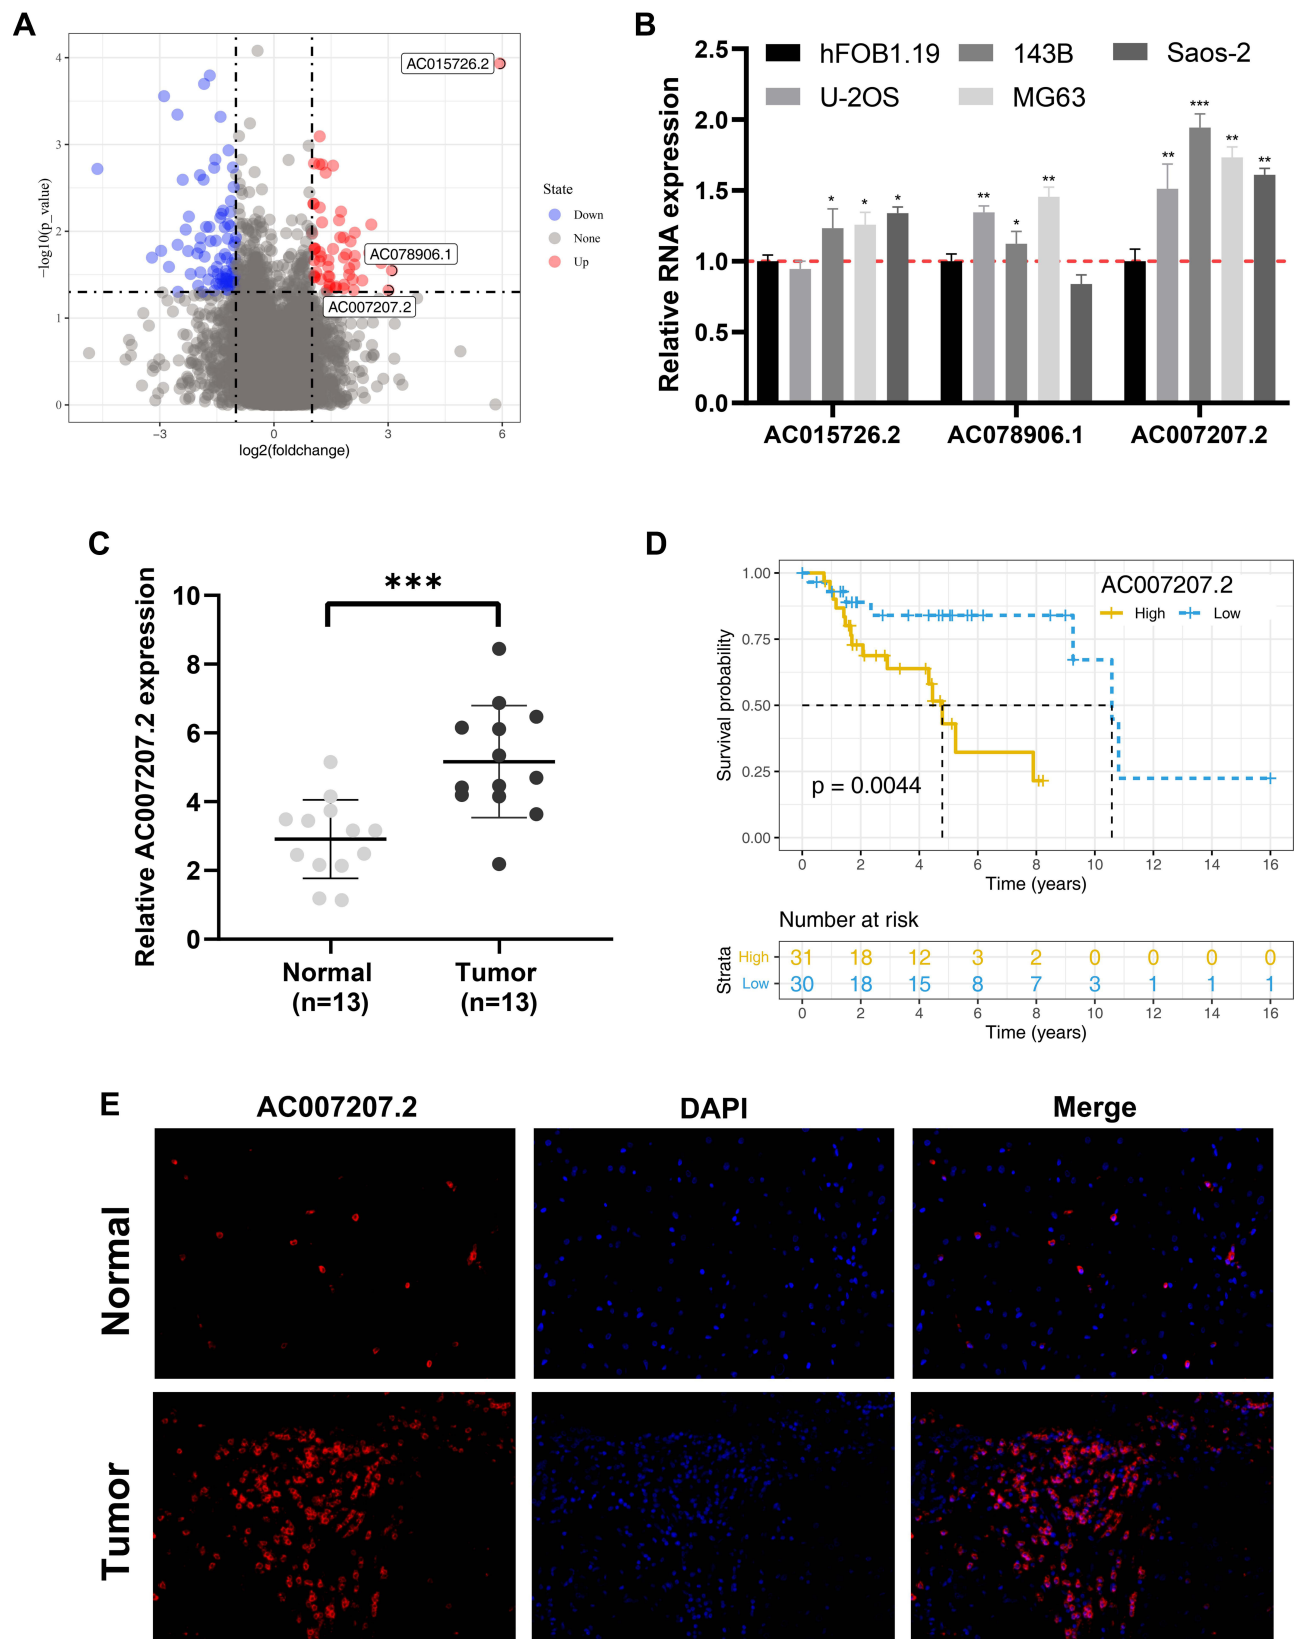 A
4
3
2
1
0
−log10(p_value)
−3
0
3
6
log2(foldchange)
AC015726.2
AC078906.1
AC007207.2
State
Down
None
Up
B
2.5
2.0
1.5
1.0
0.5
0.0
Relative RNA expression
hFOB1.19
143B
Saos-2
U-2OS
MG63
* * *
** * **
** *** ** **
AC015726.2
AC078906.1
AC007207.2
C
***
10
8
6
4
2
0
Relative AC007207.2 expression
Normal
(n=13)
Tumor
(n=13)
D
1.00
0.75
0.50
0.25
0.00
Survival probability
AC007207.2
High
Low
p = 0.0044
0 2 4 6 8 10 12 14 16
Time (years)
Number at risk
Strata
High 31 18 12 3 2 0 0 0 0
Low 30 18 15 8 7 3 1 1 1
0 2 4 6 8 10 12 14 16
Time (years)
E
AC007207.2
DAPI
Merge
Normal
Tumor